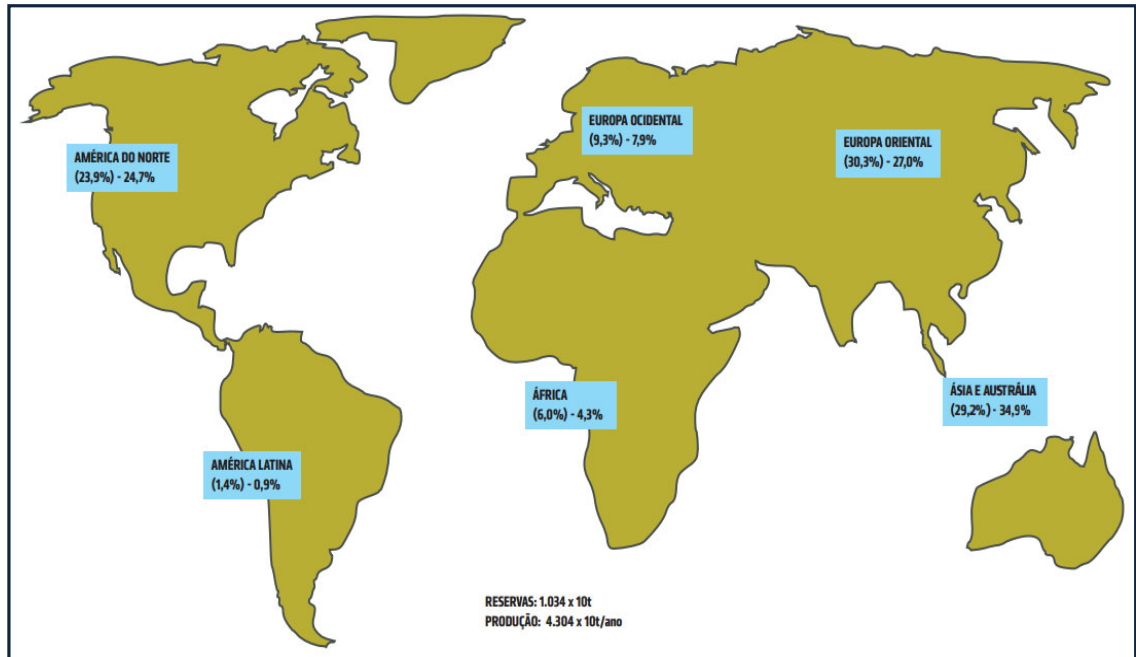 EUROPA OCIDENTAL
(9,3%) - 7,9%
EUROPA ORIENTAL
(30,3%) - 27,0%
AMÉRICA DO NORTE
(23,9%) - 24,7%
ÁFRICA
(6,0%) - 4,3%
ÁSIA E AUSTRÁLIA
(29,2%) - 34,9%
AMÉRICA LATINA
(1,4%) - 0,9%
RESERVAS: 1.034 x 10t
PRODUÇÃO: 4.304 x 10t/ano